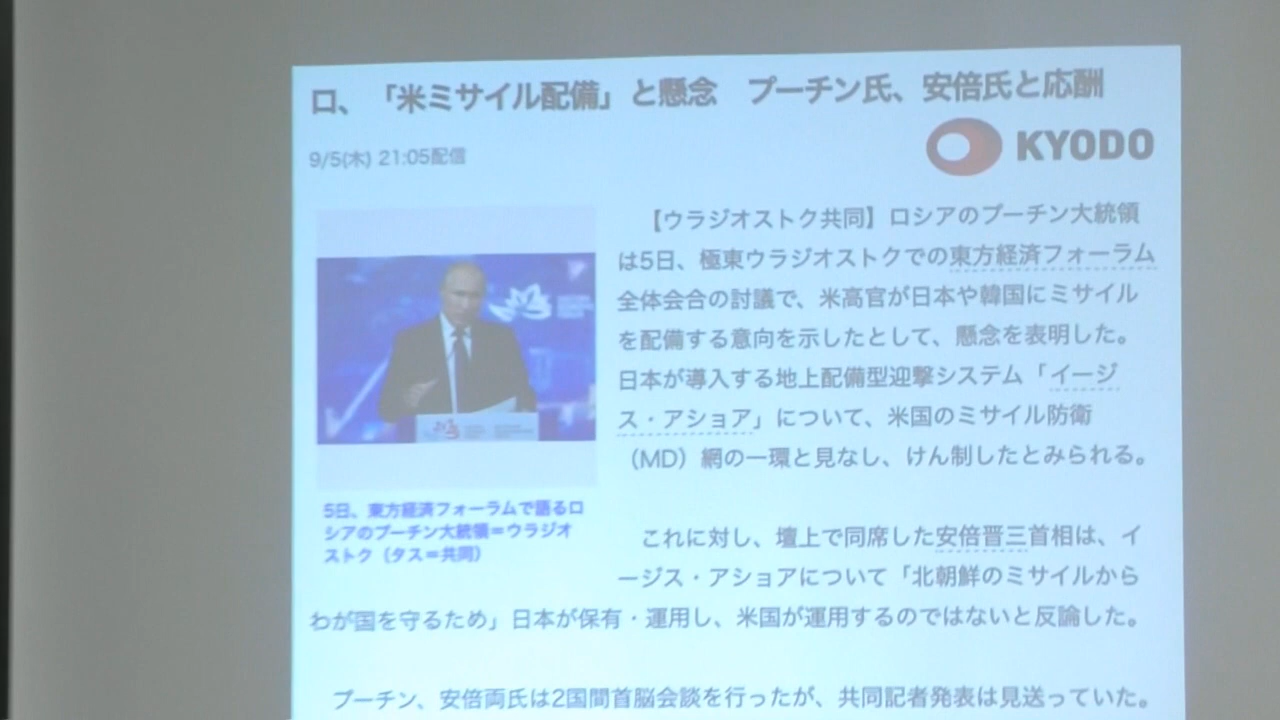 ロ、「米ミサイル配備」と懸念　プーチン氏、安倍氏と応酬
9/5(木) 21:05配信
KYODO
【ウラジオストク共同】ロシアのプーチン大統領
は5日、極東ウラジオストクでの東方経済フォーラム
全体会合の討議で、米高官が日本や韓国にミサイル
を配備する意向を示したとして、懸念を表明した。
日本が導入する地上配備型迎撃システム「イージ
ス・アショア」について、米国のミサイル防衛
（MD）網の一環と見なし、けん制したとみられる。
5日、東方経済フォーラムで語るロ
シアのプーチン大統領＝ウラジオ
ストク（タス＝共同）
これに対し、壇上で同席した安倍晋三首相は、イ
ージス・アショアについて「北朝鮮のミサイルから
わが国を守るため」日本が保有・運用し、米国が運用するのではないと反論した。
プーチン、安倍両氏は2国間首脳会談を行ったが、共同記者発表は見送っていた。